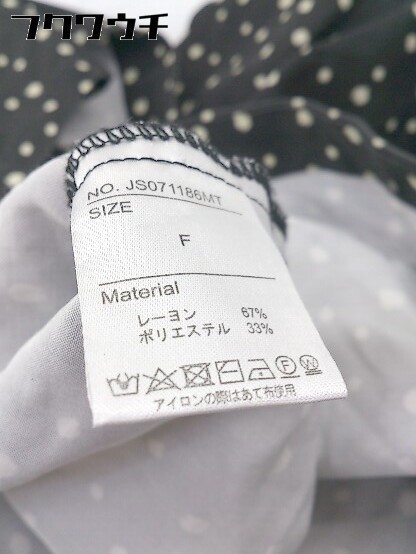 フクワウチ
NO. JS071186MT
SIZE
F
Material
レーヨン 67%
ポリエステル 33%
アイロンの際はあて布使用